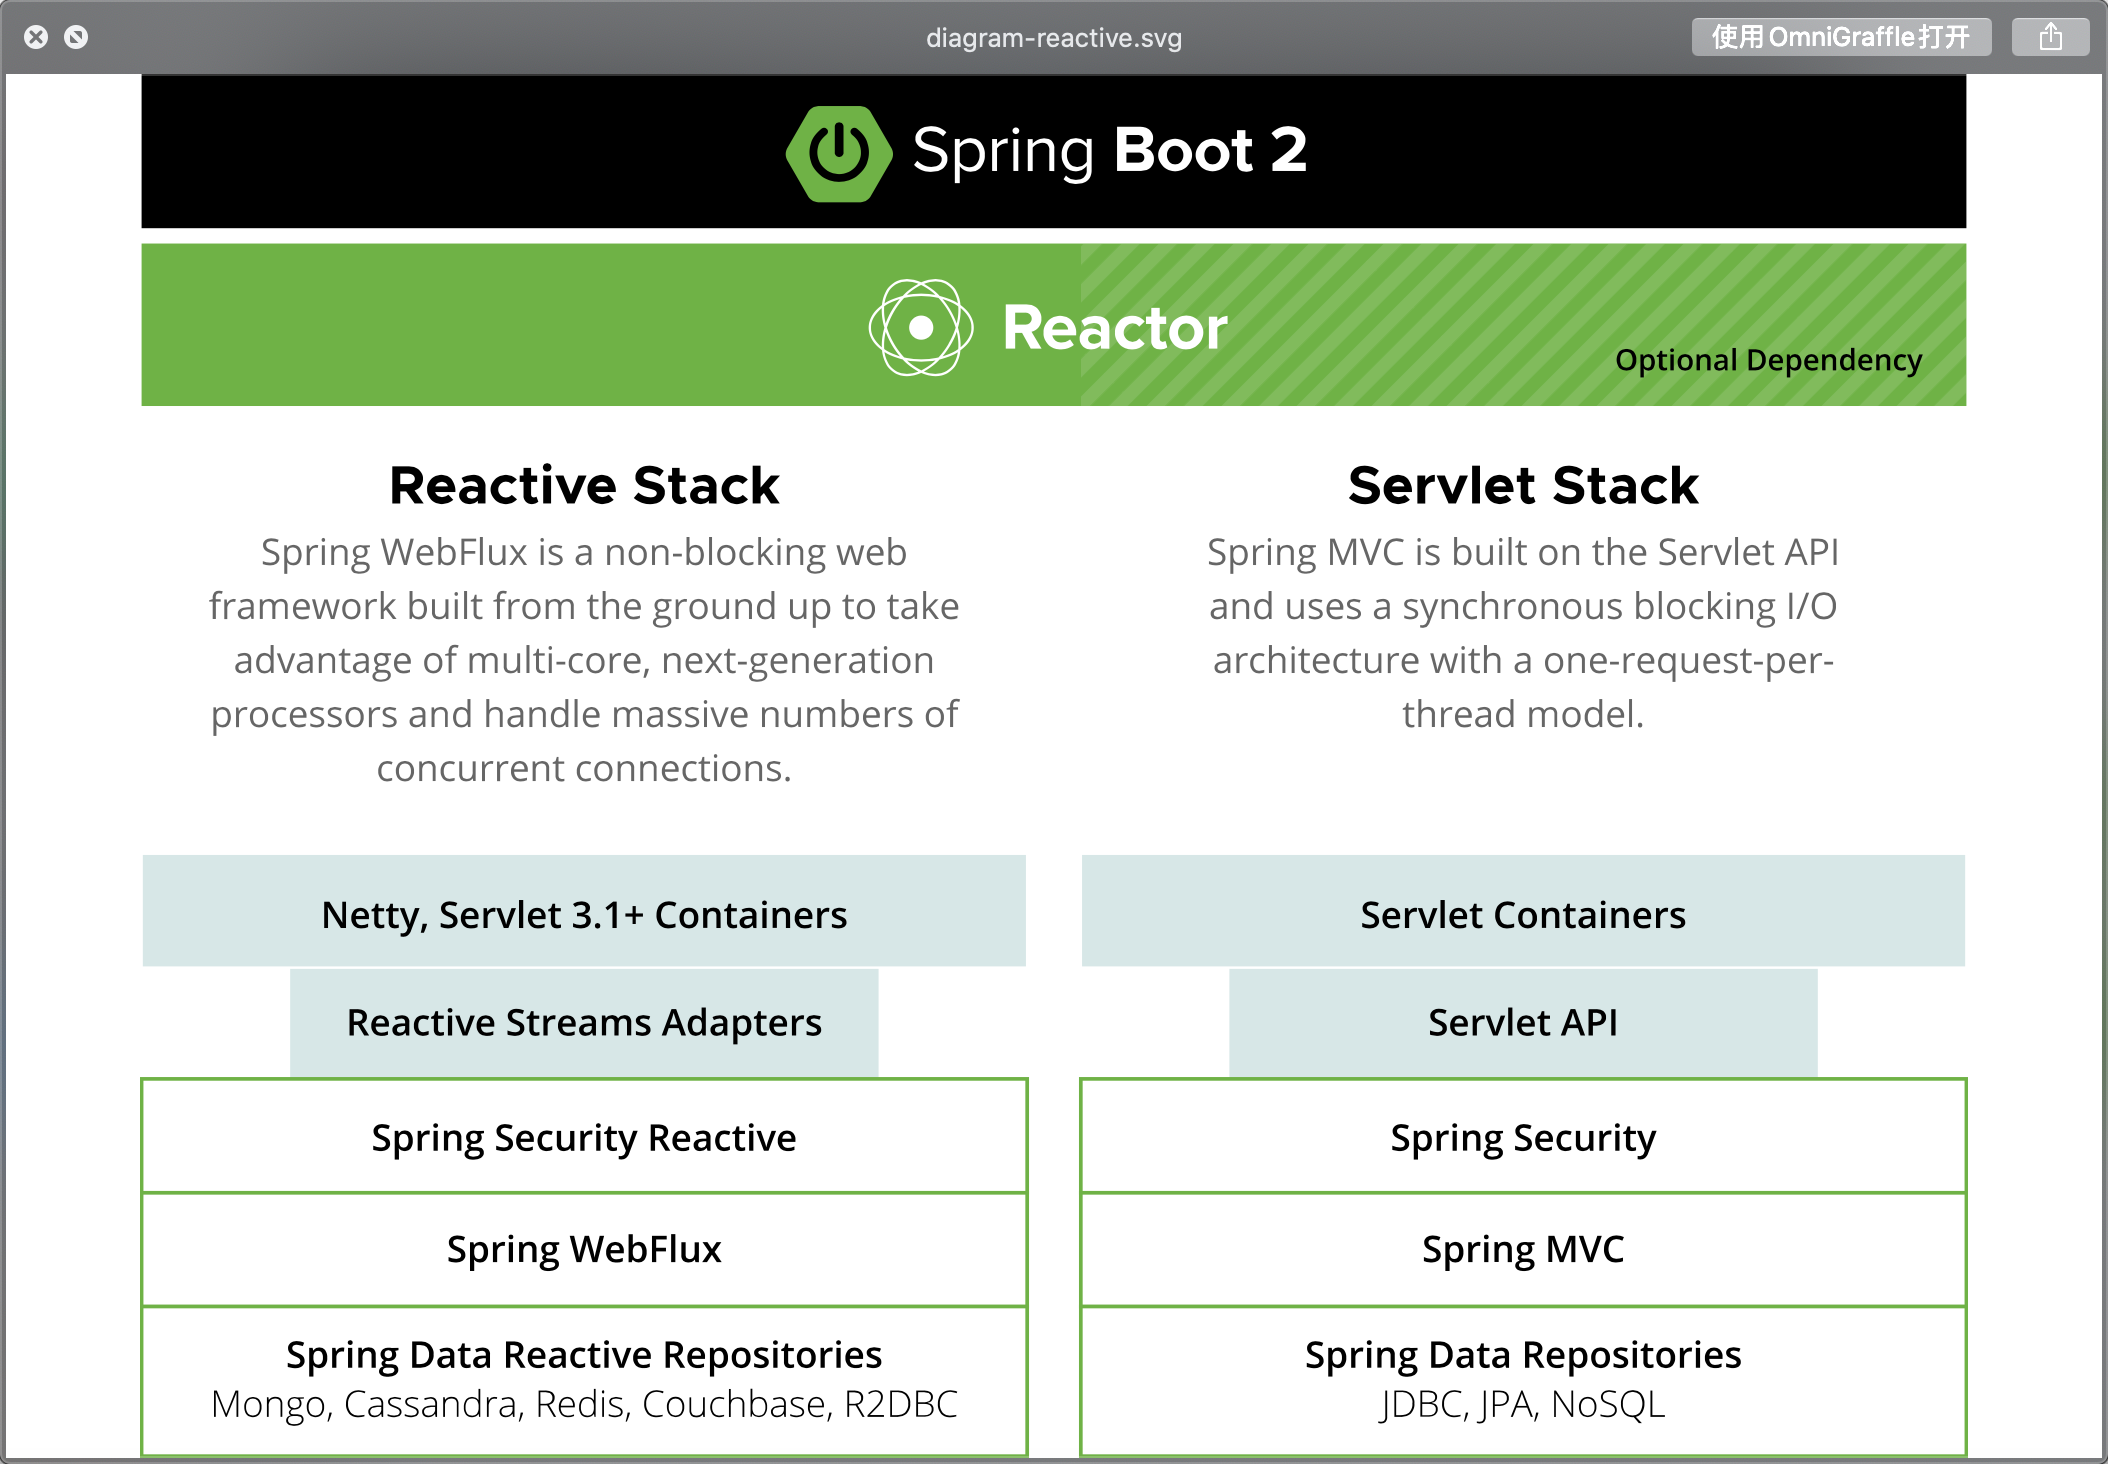 diagram-reactive.svg
使用OmniGraffle打开
Spring Boot 2
Reactor
Optional Dependency
Reactive Stack
Spring WebFlux is a non-blocking web
framework built from the ground up to take
advantage of multi-core, next-generation
processors and handle massive numbers of
concurrent connections.
Servlet Stack
Spring MVC is built on the Servlet API
and uses a synchronous blocking I/O
architecture with a one-request-per-
thread model.
Netty, Servlet 3.1+ Containers
Reactive Streams Adapters
Spring Security Reactive
Spring WebFlux
Spring Data Reactive Repositories
Mongo, Cassandra, Redis, Couchbase, R2DBC
Servlet Containers
Servlet API
Spring Security
Spring MVC
Spring Data Repositories
JDBC, JPA, NoSQL